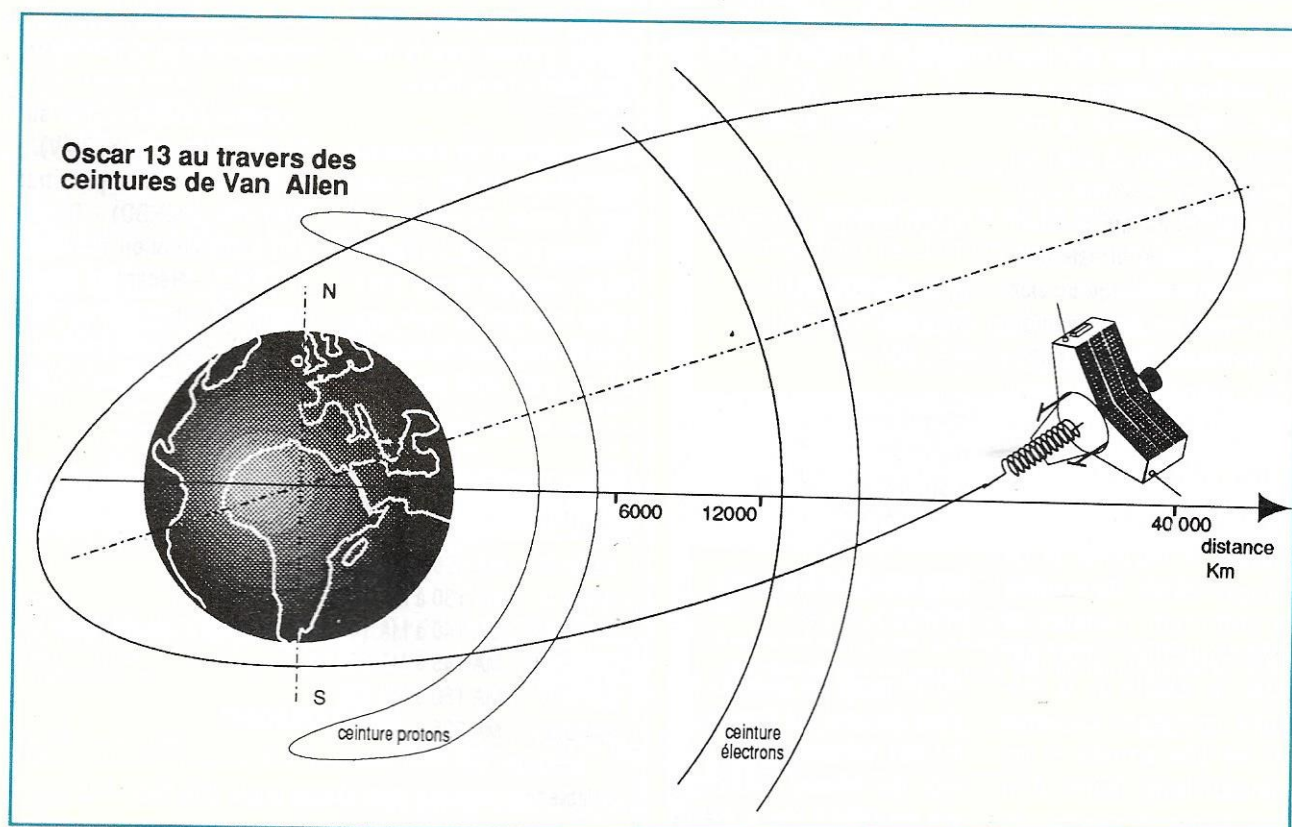 Oscar 13 au travers des
ceintures de Van Allen
N
6000
12000
40 000
distance
Km
S
ceinture protons
ceinture
électrons